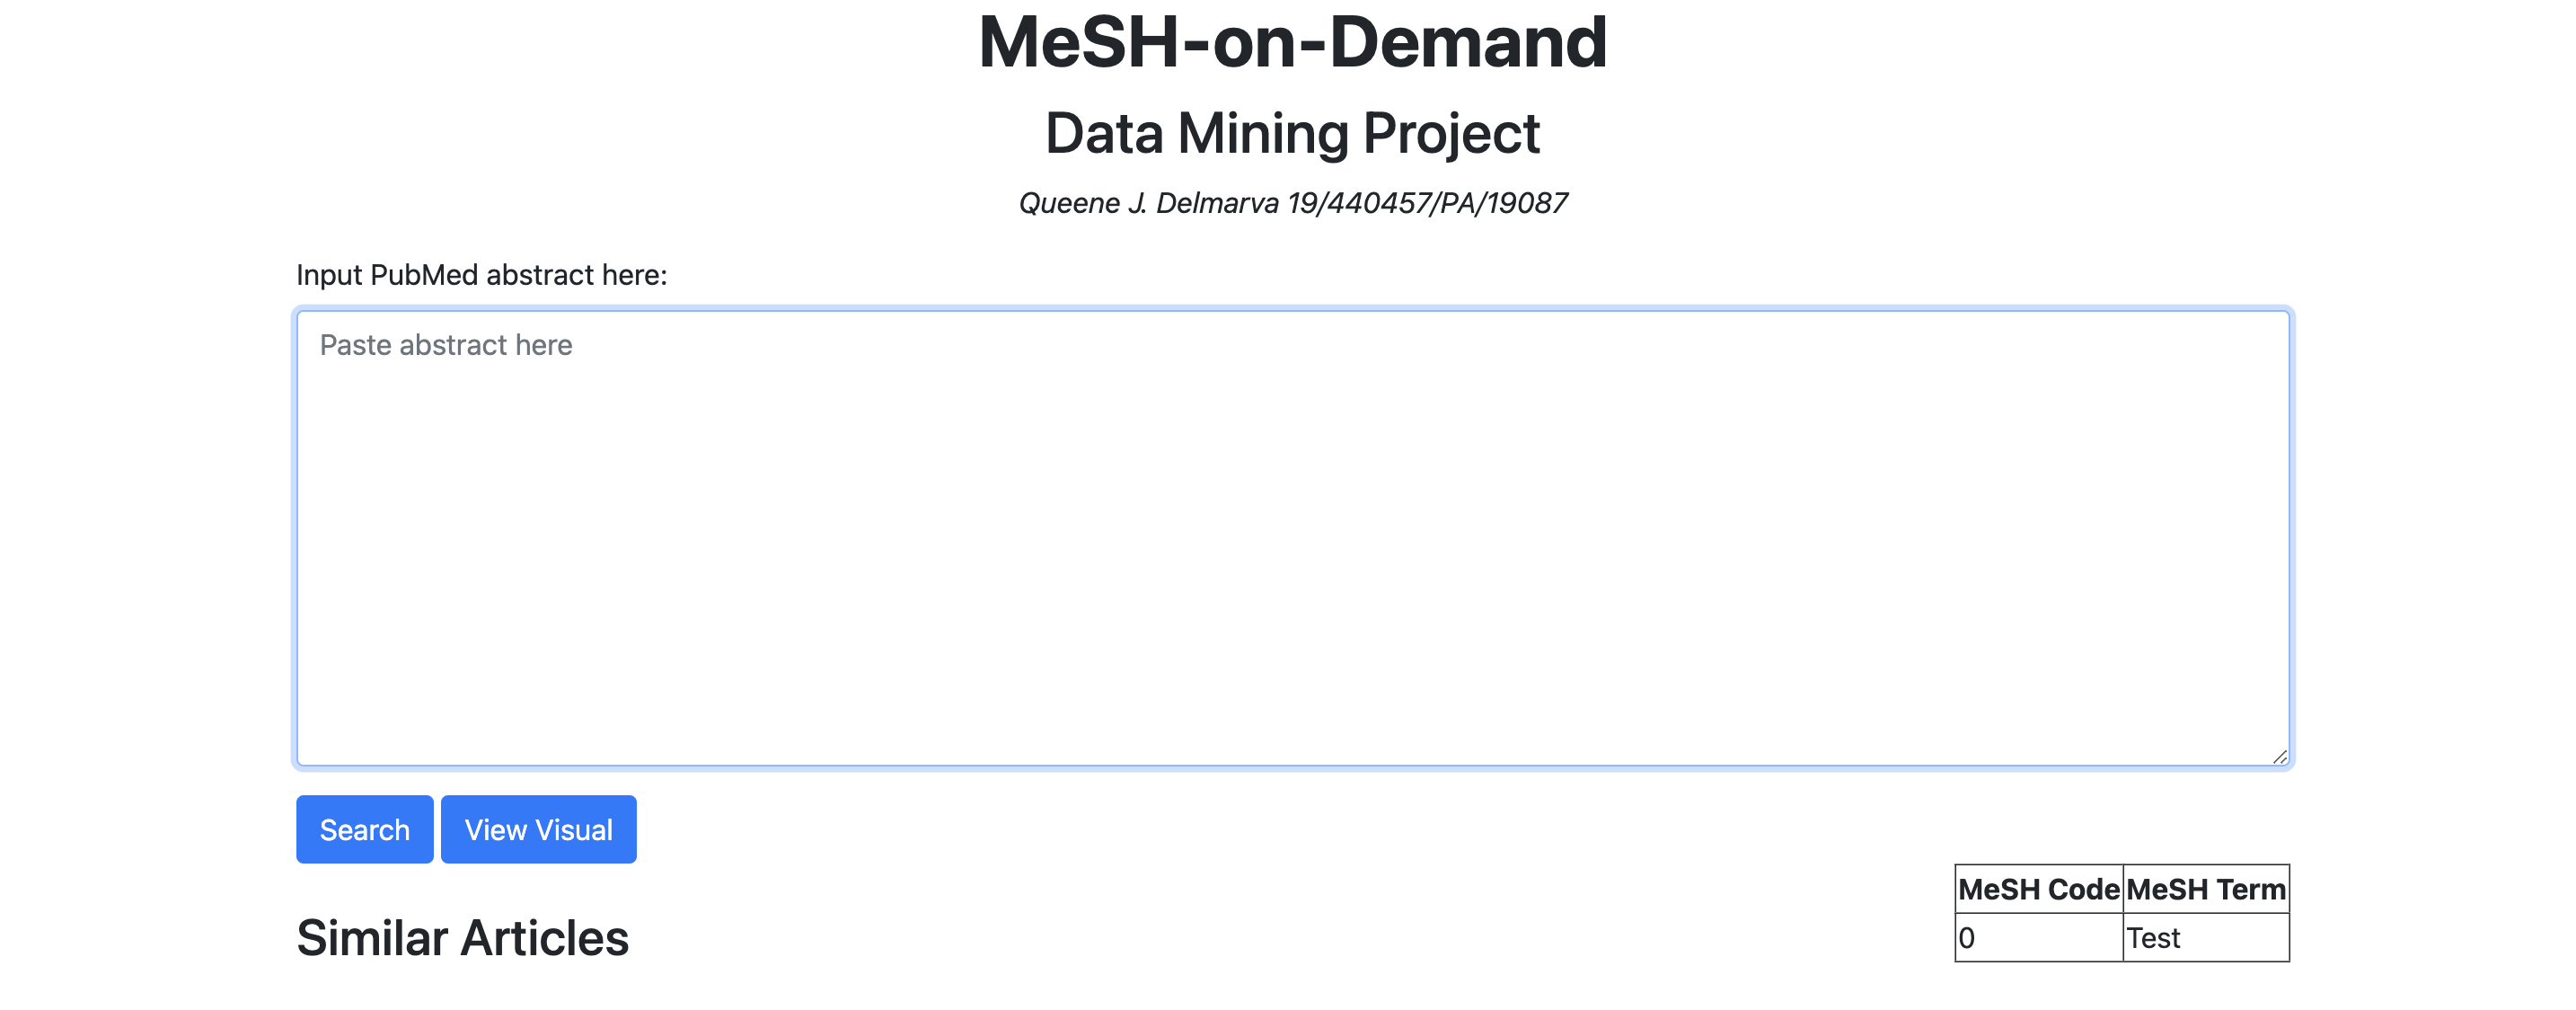 MeSH-on-Demand
Data Mining Project
Queene J. Delmarva 19/440457/PA/19087
Input PubMed abstract here:
Paste abstract here
Search View Visual
Similar Articles
MeSH Code MeSH Term
0 Test